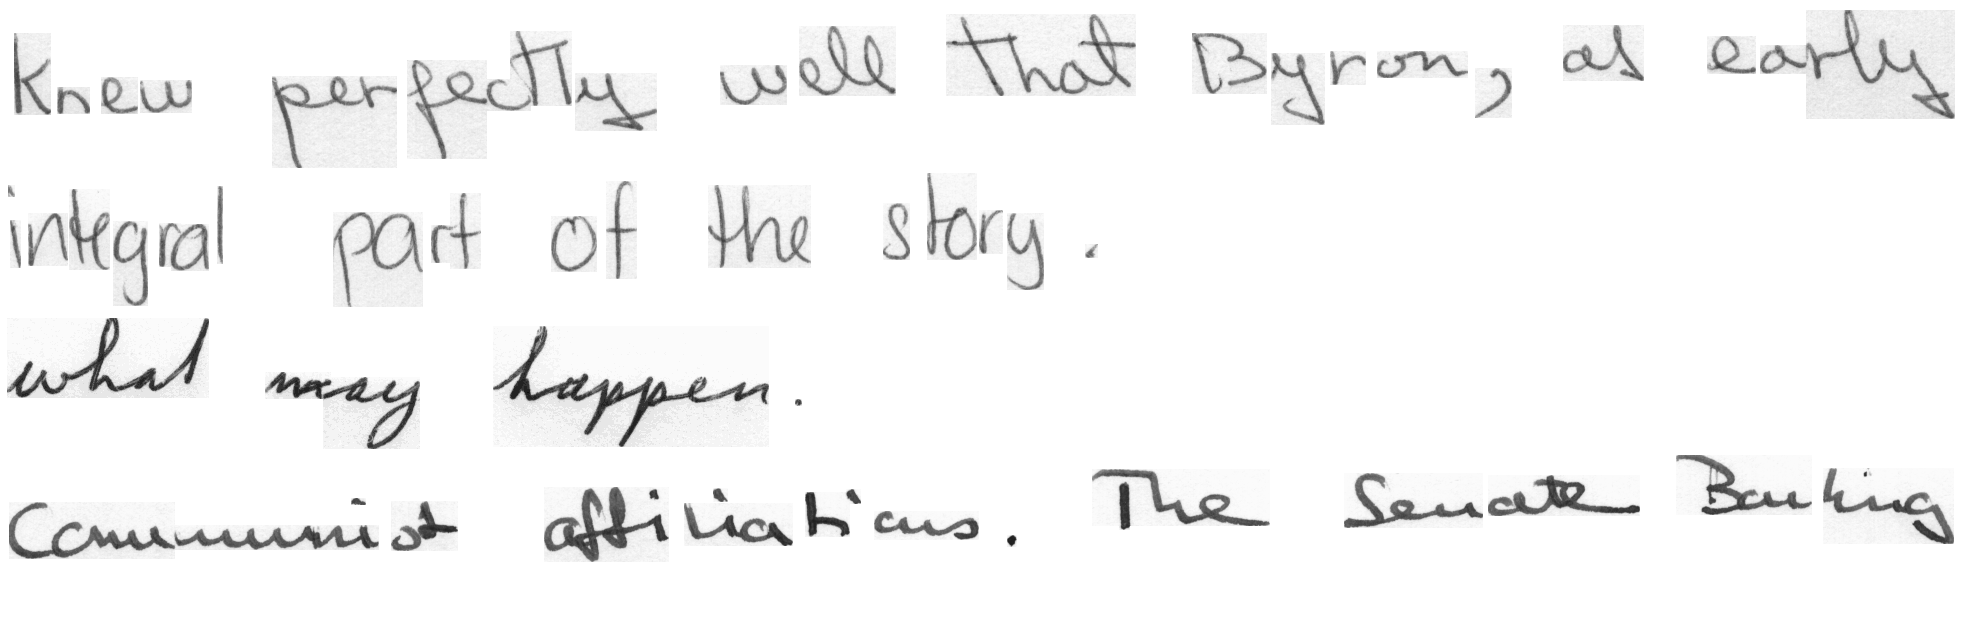 knew perfectly well that Byron, as early
integral part of the story.
what may happen.
Communist affiliations. The Senate Banking